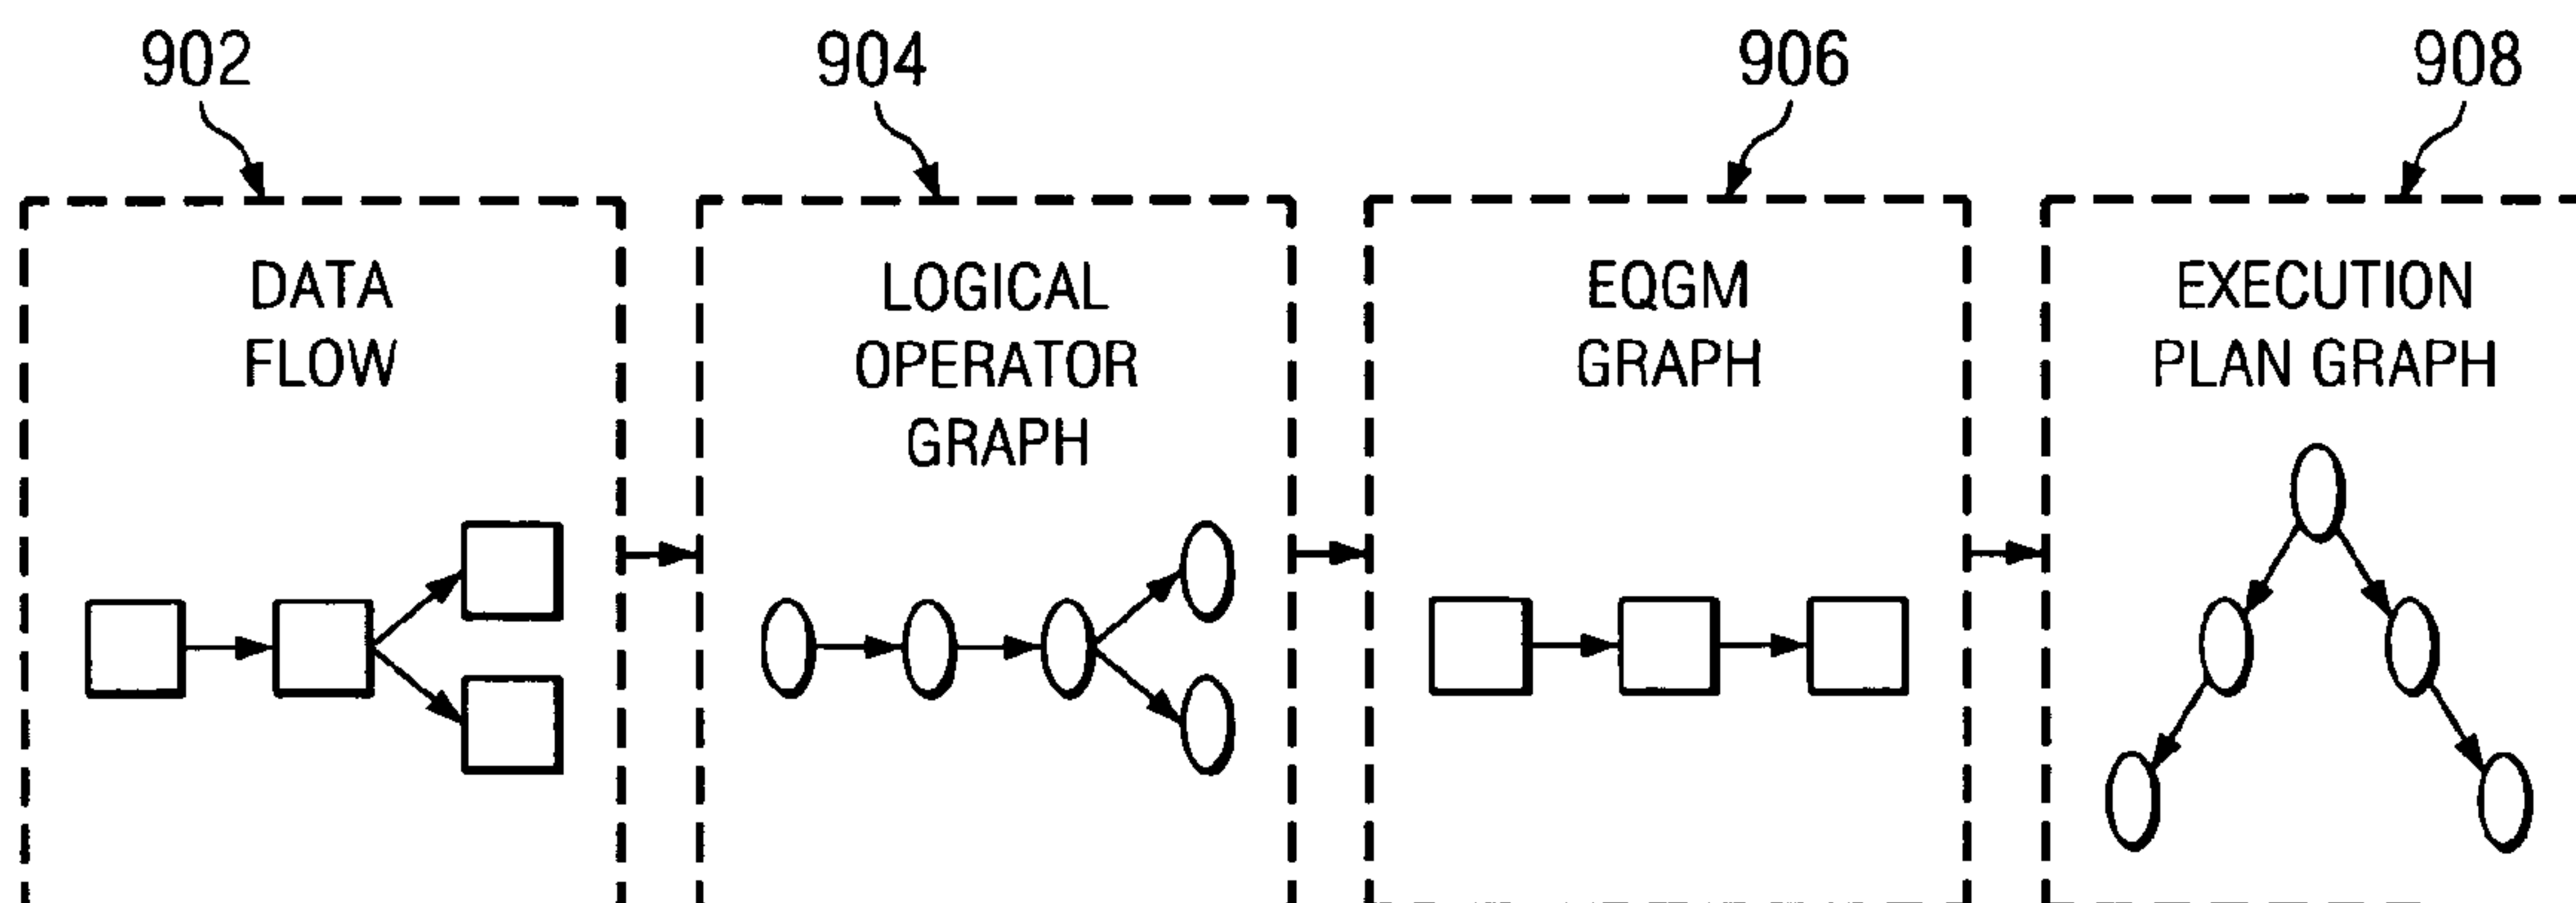 902
904
906
908
DATA
FLOW
LOGICAL
OPERATOR
GRAPH
EQGM
GRAPH
EXECUTION
PLAN GRAPH